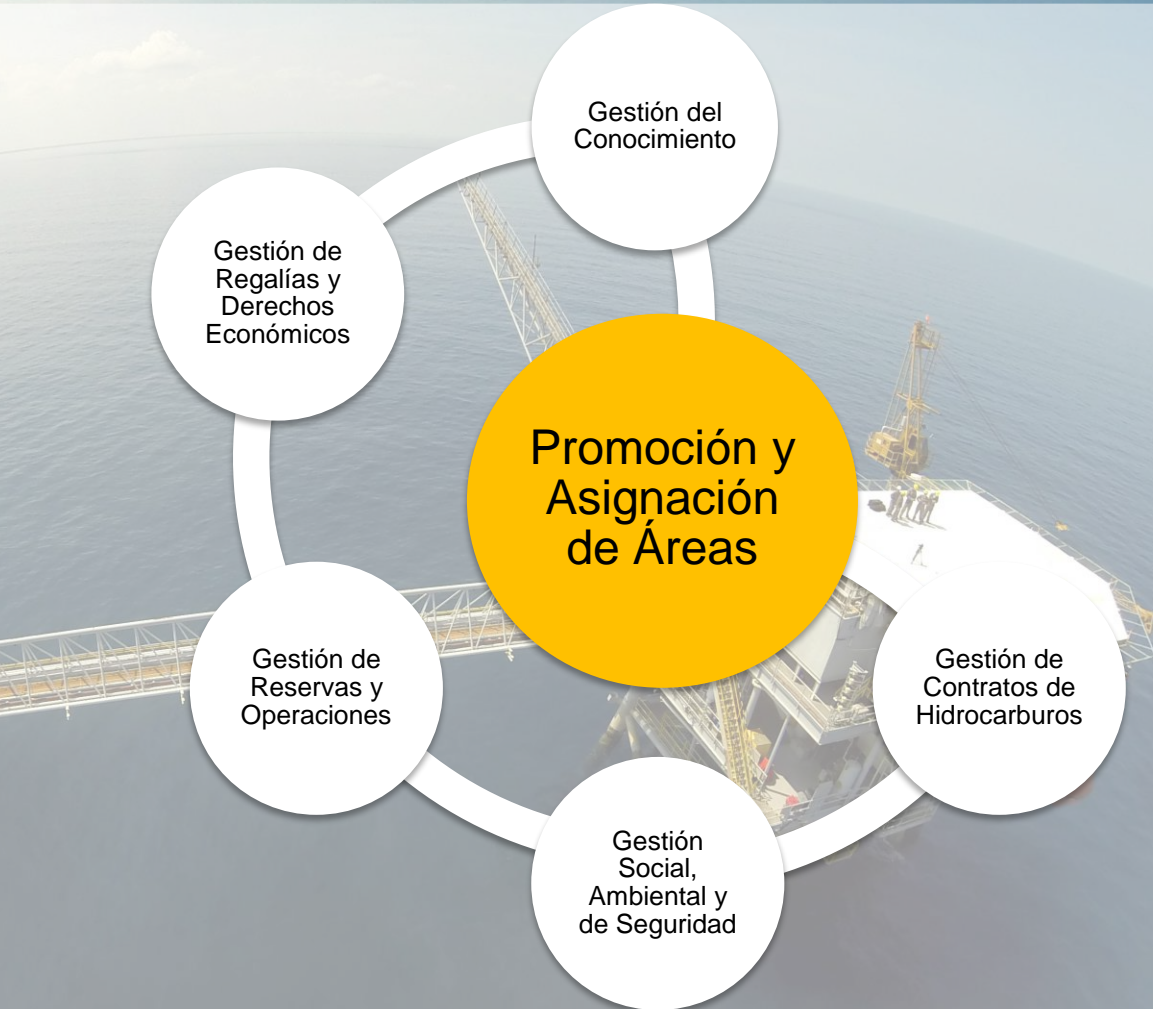 Gestión del
Conocimiento
Gestión de
Regalías y
Derechos
Económicos
Promoción y
Asignación
de Áreas
Gestión de
Reservas y
Operaciones
Gestión de
Contratos de
Hidrocarburos
Gestión
Social,
Ambiental y
de Seguridad